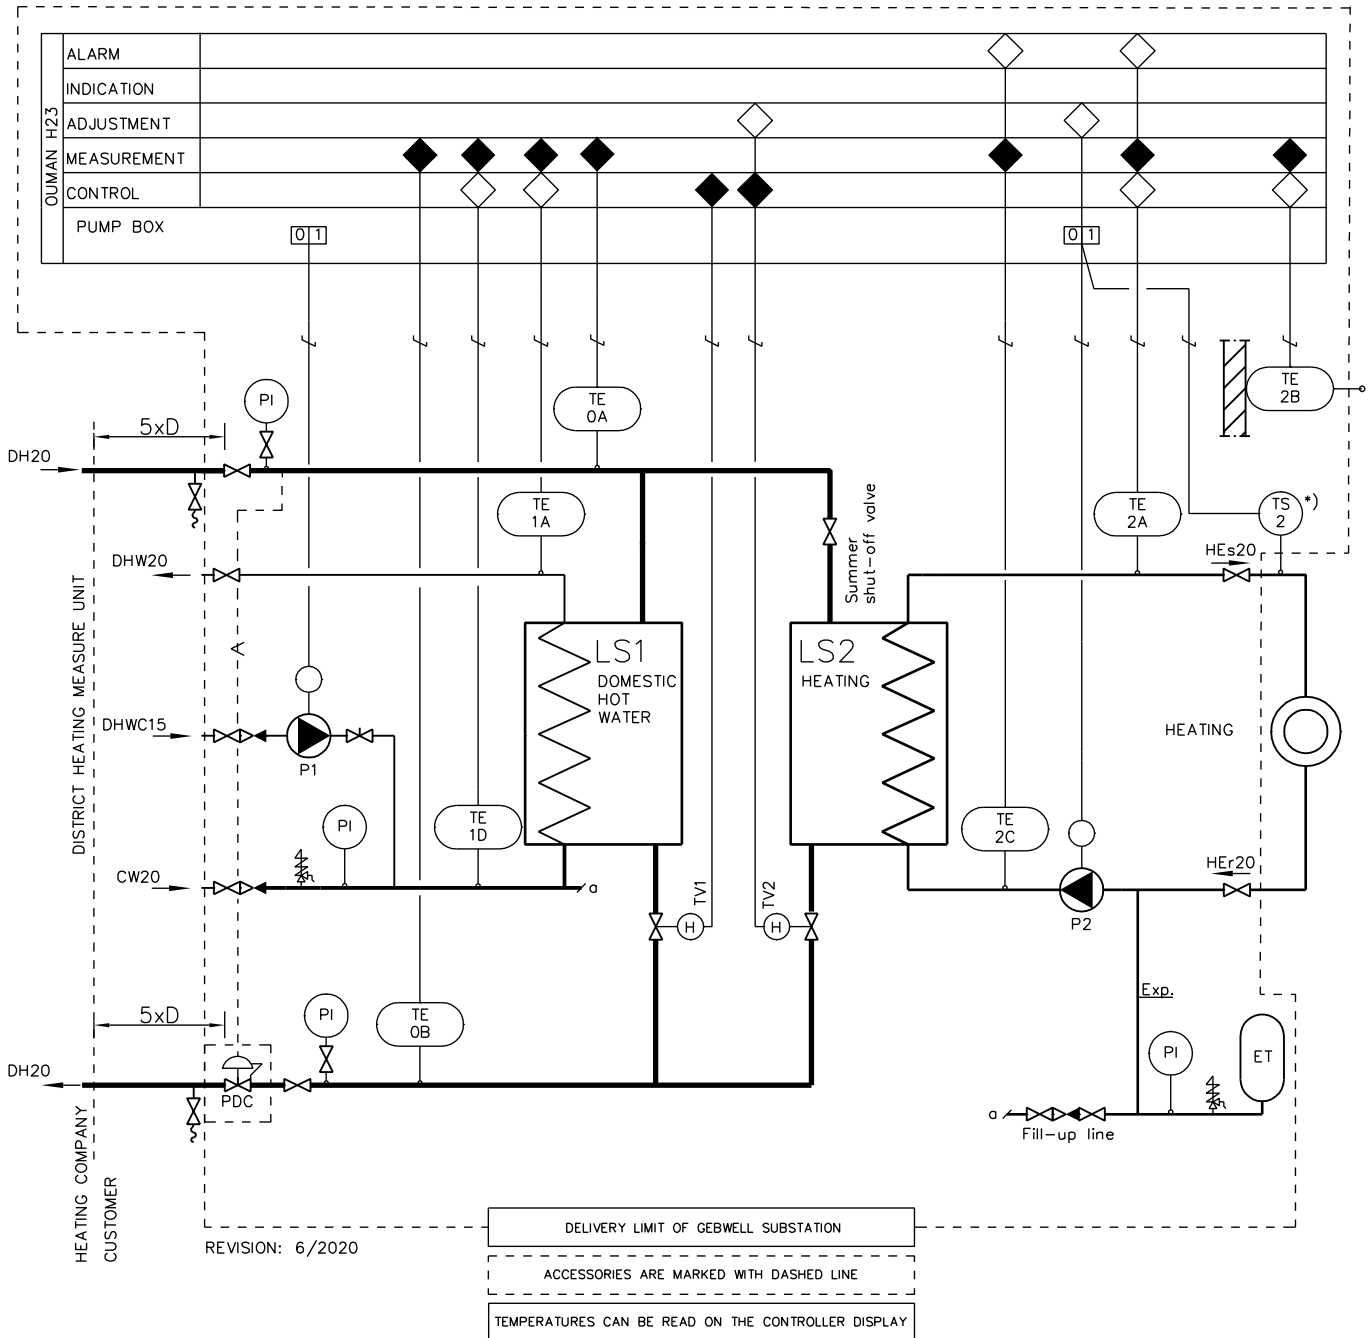 OUMAN H23
ALARM
INDICATION
ADJUSTMENT
MEASUREMENT
CONTROL
PUMP BOX
0 1
0 1
TE
2B
PI
TE
0A
5xD
DH20
TE
1A
TE
2A
TS
2
*)
Summer
shut-off valve
DHW20
HEs20
A
DISTRICT HEATING MEASURE UNIT
LS1
DOMESTIC
HOT
WATER
LS2
HEATING
DHWC15
P1
HEATING
PI
TE
1D
TE
2C
CW20
a
TV1
H
TV2
H
P2
HEr20
Exp.
5xD
PI
TE
0B
PI
ET
DH20
PDC
a
Fill-up line
HEATING COMPANY
CUSTOMER
DELIVERY LIMIT OF GEBWELL SUBSTATION
REVISION: 6/2020
ACCESSORIES ARE MARKED WITH DASHED LINE
TEMPERATURES CAN BE READ ON THE CONTROLLER DISPLAY